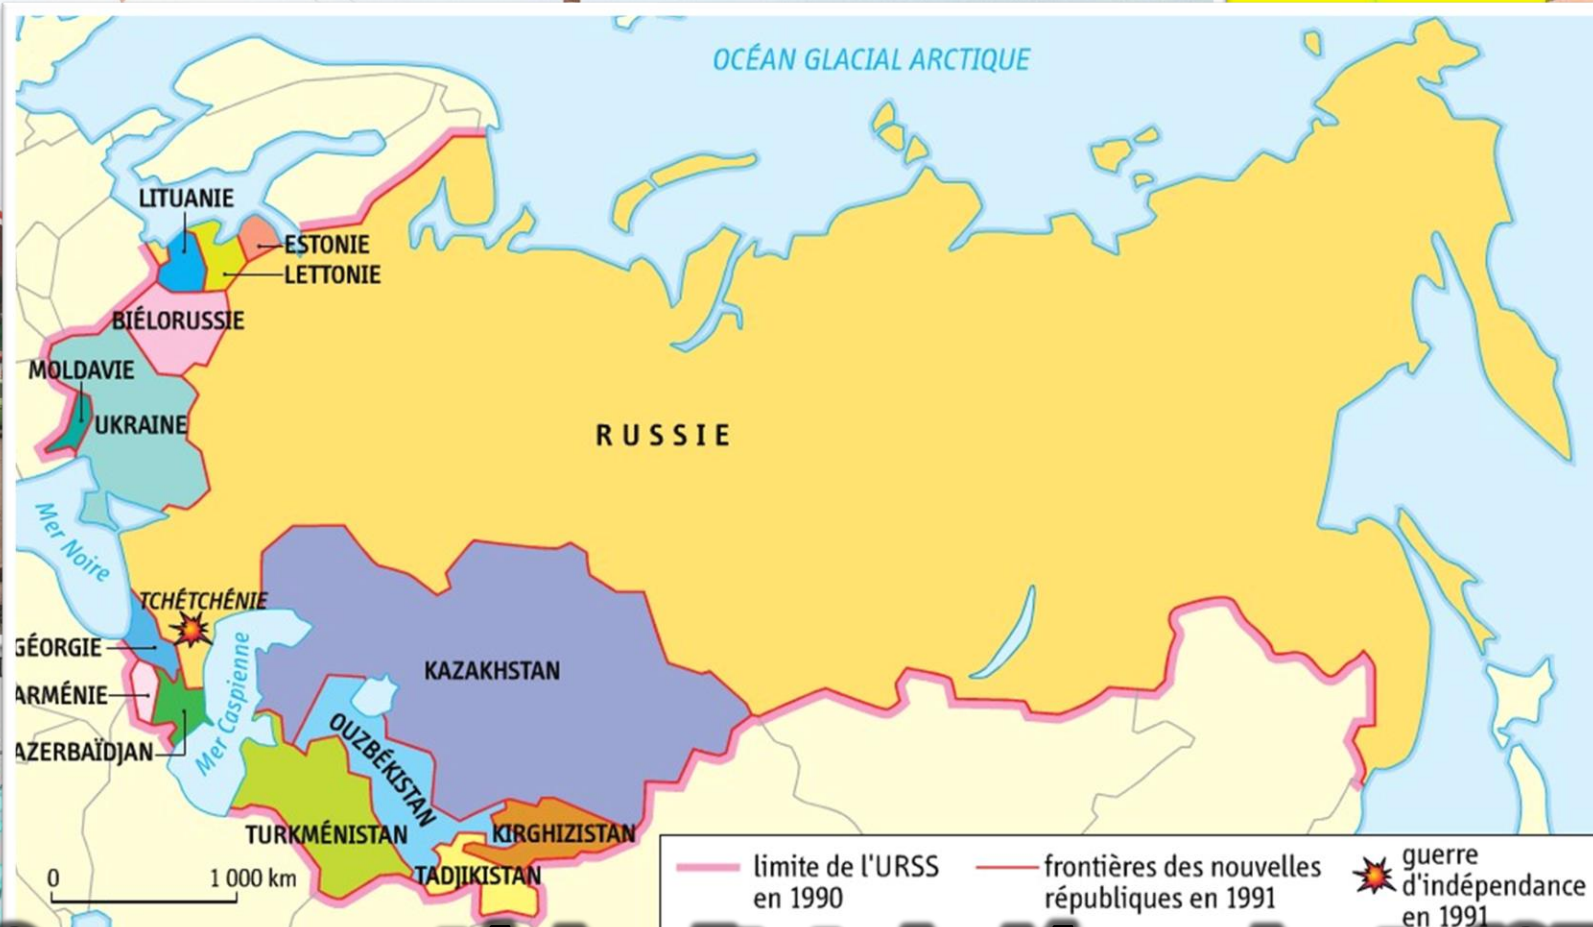 OCÉAN GLACIAL ARCTIQUE
LITUANIE
ESTONIE
LETTONIE
BIÉLORUSSIE
MOLDAVIE
UKRAINE
RUSSIE
Mer Noire
TCHÉTCHÉNIE
GÉORGIE
ARMÉNIE
AZERBAÏDJAN
Mer Caspienne
KAZAKHSTAN
OUZBÉKISTAN
TURKMÉNISTAN
KIRGHIZISTAN
TADJIKISTAN
0 1 000 km
limite de l'URSS
en 1990
frontières des nouvelles
républiques en 1991
guerre
d'indépendance
en 1991